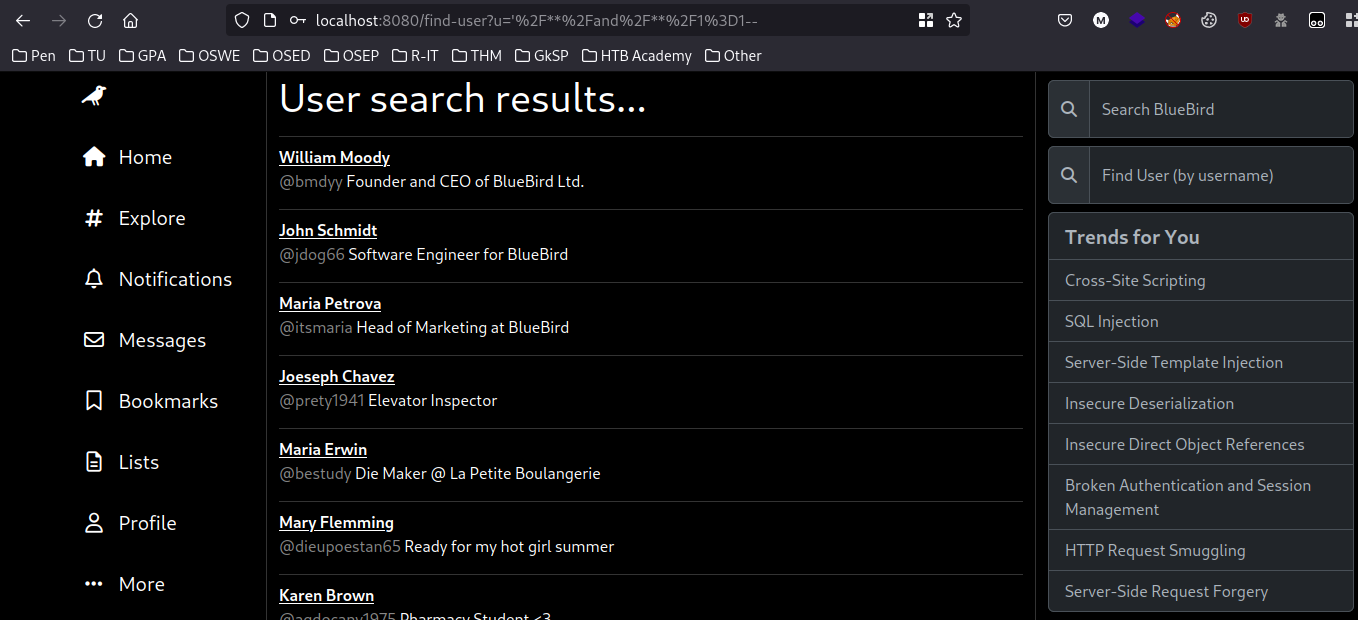 localhost:8080/find-user?u='%2F**%2Fand%2F**%2F1%3D1--
Pen TU GPA OSWE OSED OSEP R-IT THM GkSP HTB Academy Other
User search results...
Home
Explore
Notifications
Messages
Bookmarks
Lists
Profile
More
William Moody
@bmdyy Founder and CEO of BlueBird Ltd.
John Schmidt
@jdog66 Software Engineer for BlueBird
Maria Petrova
@itsmaria Head of Marketing at BlueBird
Joeseph Chavez
@prety1941 Elevator Inspector
Maria Erwin
@bestudy Die Maker @ La Petite Boulangerie
Mary Flemming
@dieupoestan65 Ready for my hot girl summer
Karen Brown
Pharmacy Student <3
Search BlueBird
Find User (by username)
Trends for You
Cross-Site Scripting
SQL Injection
Server-Side Template Injection
Insecure Deserialization
Insecure Direct Object References
Broken Authentication and Session
Management
HTTP Request Smuggling
Server-Side Request Forgery